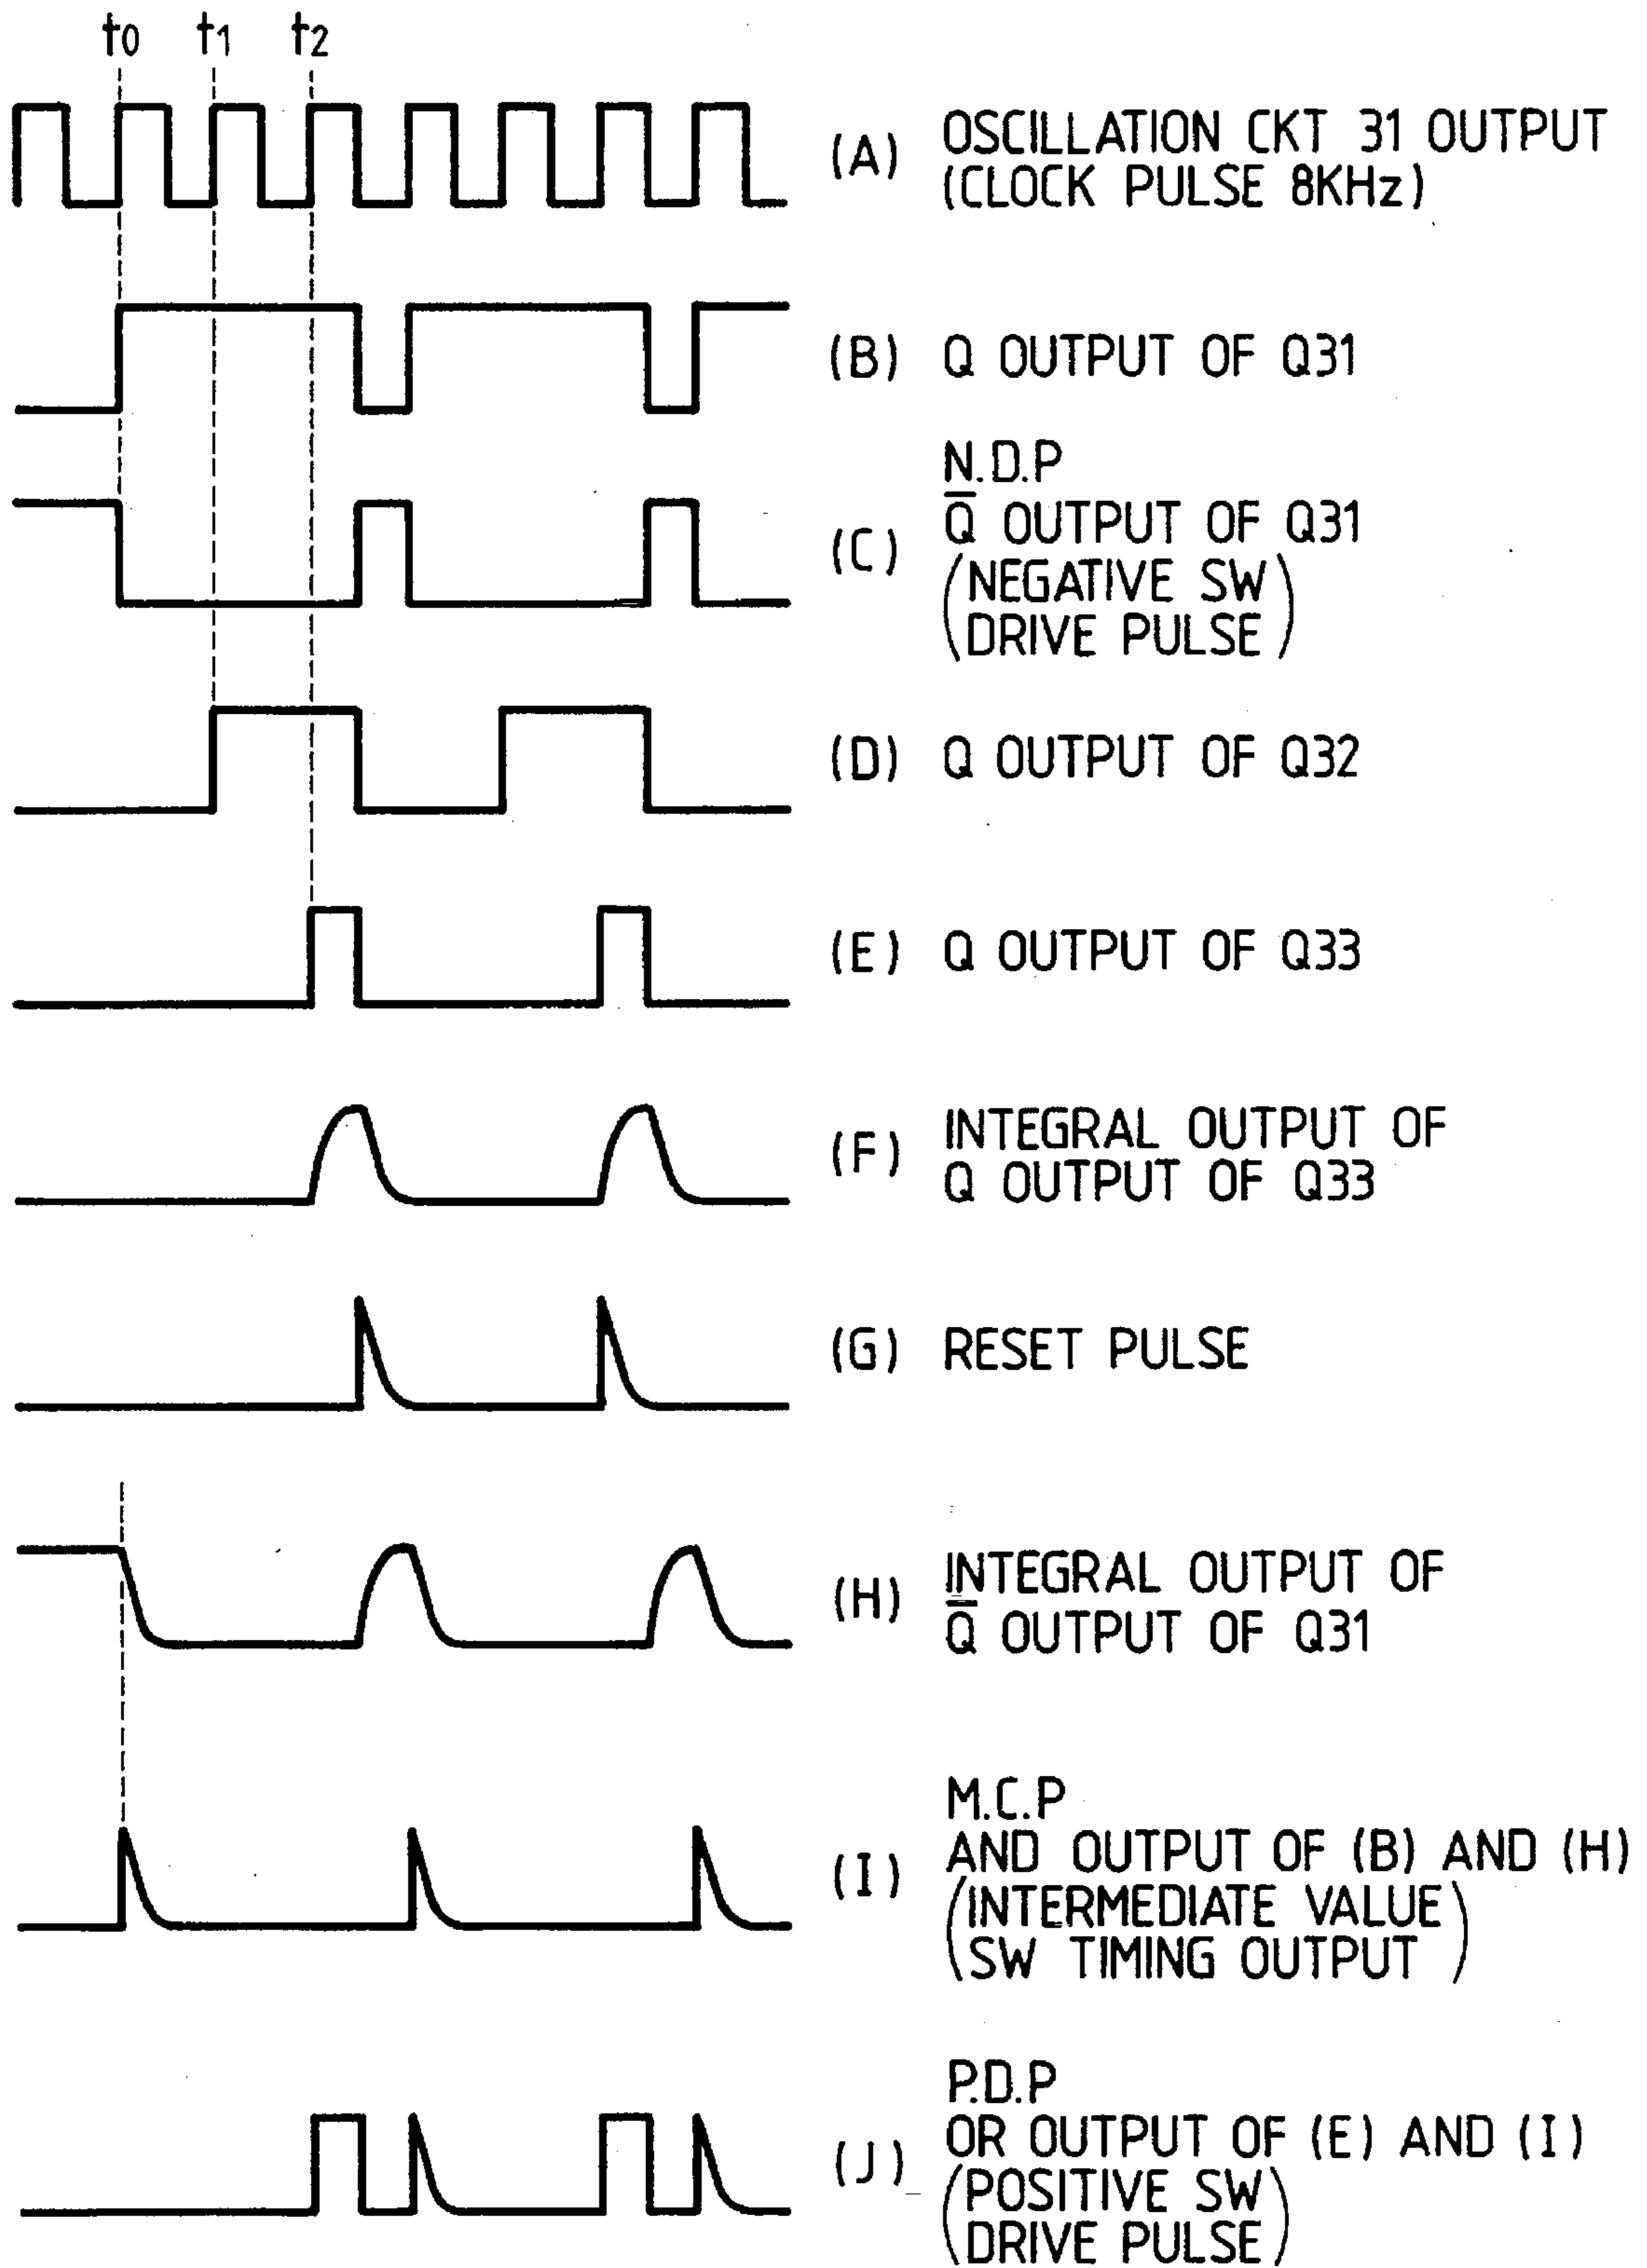 t0 t1 t2
(A) OSCILLATION CKT 31 OUTPUT
(CLOCK PULSE 8KHz)
(B) Q OUTPUT OF Q31
N.D.P
(C) Q̅ OUTPUT OF Q31
(NEGATIVE SW
DRIVE PULSE)
(D) Q OUTPUT OF Q32
(E) Q OUTPUT OF Q33
(F) INTEGRAL OUTPUT OF
Q OUTPUT OF Q33
(G) RESET PULSE
(H) INTEGRAL OUTPUT OF
Q̅ OUTPUT OF Q31
M.C.P
(I) AND OUTPUT OF (B) AND (H)
(INTERMEDIATE VALUE
SW TIMING OUTPUT)
P.D.P
(J) OR OUTPUT OF (E) AND (I)
(POSITIVE SW
DRIVE PULSE)